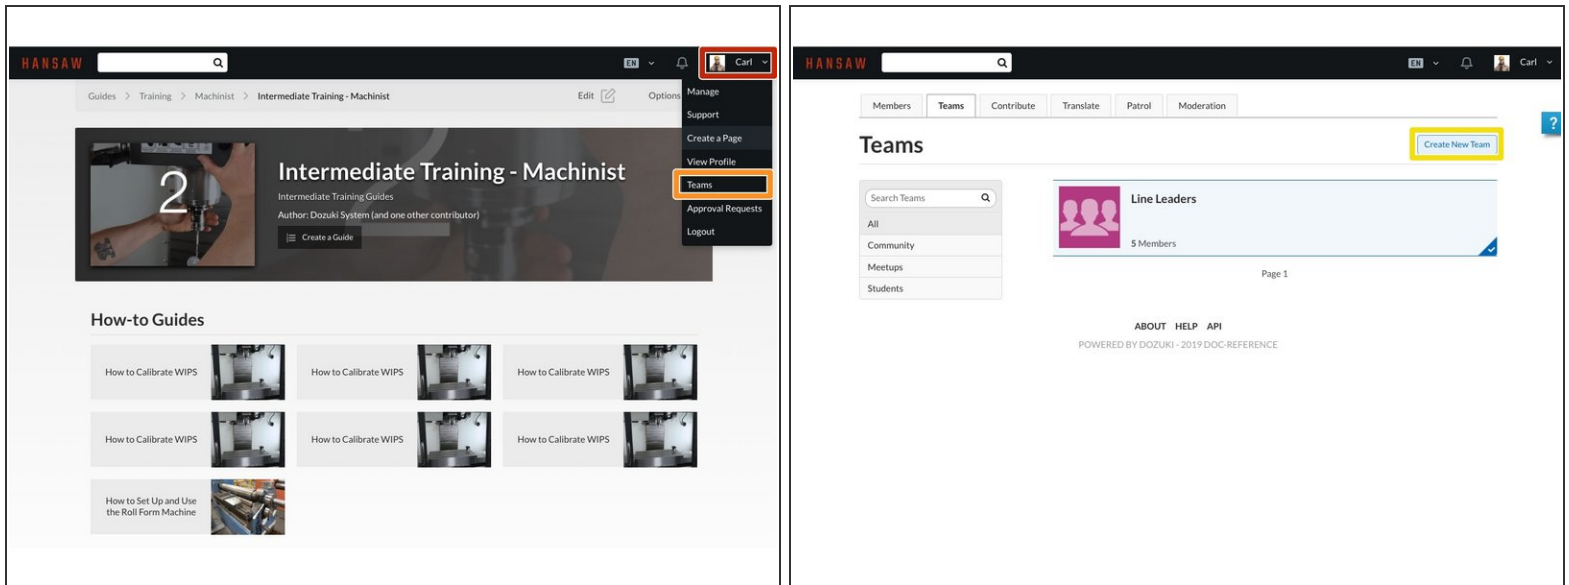 HANSAW
EN
Carl
Guides > Training > Machinist > Intermediate Training - Machinist
Edit
Options
Manage
Support
Create a Page
View Profile
Teams
Approval Requests
Logout
2
Intermediate Training - Machinist
Intermediate Training Guides
Author: Dozuki System (and one other contributor)
Create a Guide
How-to Guides
How to Calibrate WIPS
How to Calibrate WIPS
How to Calibrate WIPS
How to Calibrate WIPS
How to Calibrate WIPS
How to Calibrate WIPS
How to Set Up and Use
the Roll Form Machine
HANSAW
EN
Carl
Members
Teams
Contribute
Translate
Patrol
Moderation
?
Teams
Create New Team
Search Teams
All
Community
Meetups
Students
Line Leaders
5 Members
Page 1
ABOUT HELP API
POWERED BY DOZUKI - 2019 DOC-REFERENCE